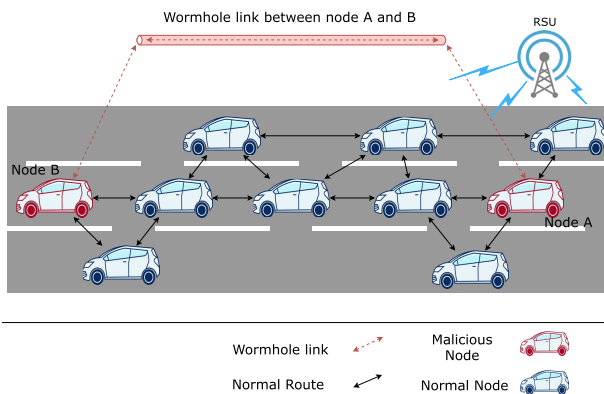 Wormhole link between node A and B
RSU
Node B
Node A
Wormhole link
Malicious
Node
Normal Route
Normal Node